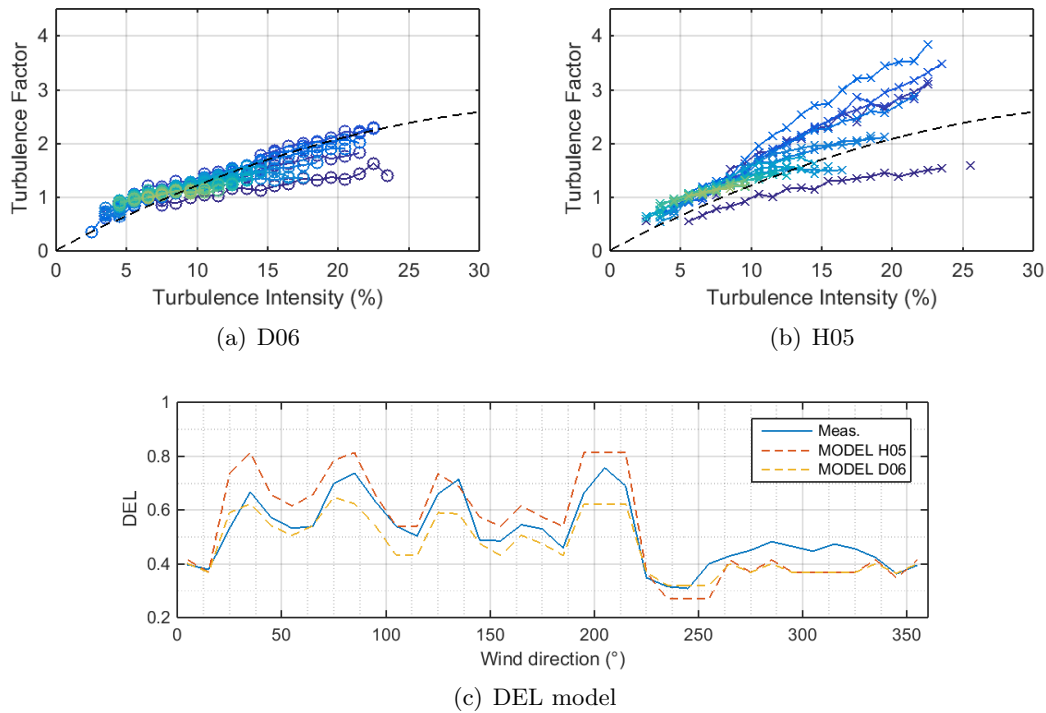 Turbulence Factor
4
3
2
1
0
0 5 10 15 20 25 30
Turbulence Intensity (%)
(a) D06
Turbulence Factor
4
3
2
1
0
0 5 10 15 20 25 30
Turbulence Intensity (%)
(b) H05
DEL
1
0.8
0.6
0.4
0.2
Meas.
MODEL H05
MODEL D06
0 50 100 150 200 250 300 350
Wind direction (°)
(c) DEL model